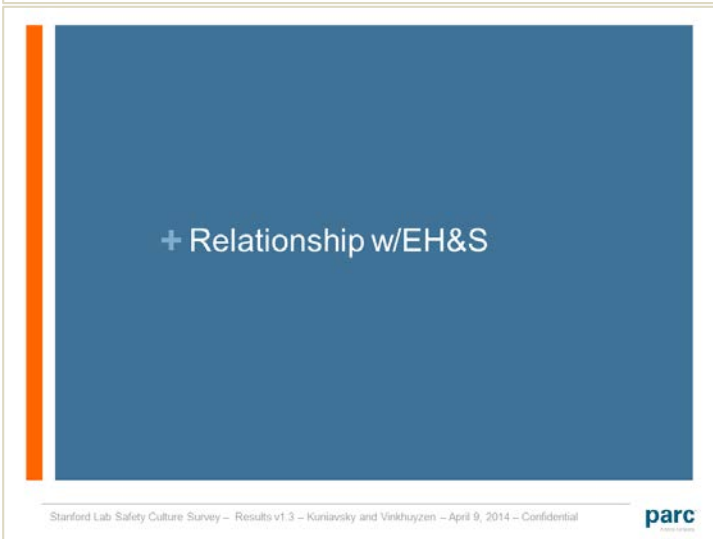 + Relationship w/EH&S
Stanford Lab Safety Culture Survey – Results v1.3 – Kuniavsky and Vinkhuyzen – April 9, 2014 – Confidential
parc